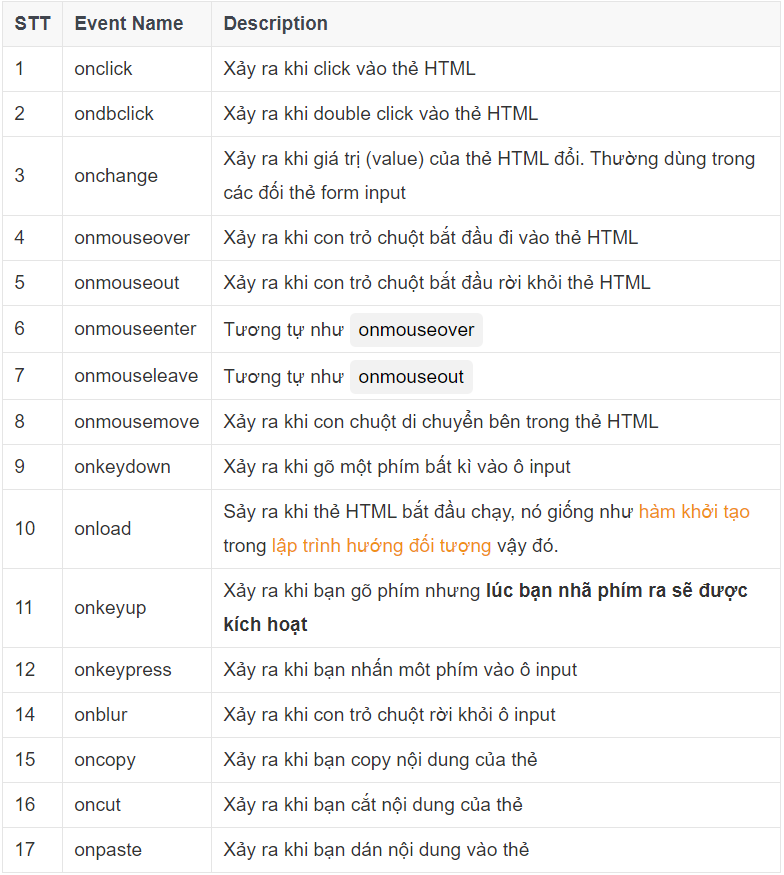 STT Event Name Description
1 onclick Xảy ra khi click vào thẻ HTML
2 ondbclick Xảy ra khi double click vào thẻ HTML
3 onchange Xảy ra khi giá trị (value) của thẻ HTML đổi. Thường dùng trong
các đối thẻ form input
4 onmouseover Xảy ra khi con trỏ chuột bắt đầu đi vào thẻ HTML
5 onmouseout Xảy ra khi con trỏ chuột bắt đầu rời khỏi thẻ HTML
6 onmouseenter Tương tự như onmouseover
7 onmouseleave Tương tự như onmouseout
8 onmousemove Xảy ra khi con chuột di chuyển bên trong thẻ HTML
9 onkeydown Xảy ra khi gõ một phím bất kì vào ô input
10 onload Sảy ra khi thẻ HTML bắt đầu chạy, nó giống như hàm khởi tạo
trong lập trình hướng đối tượng vậy đó.
11 onkeyup Xảy ra khi bạn gõ phím nhưng lúc bạn nhã phím ra sẽ được
kích hoạt
12 onkeypress Xảy ra khi bạn nhấn môt phím vào ô input
14 onblur Xảy ra khi con trỏ chuột rời khỏi ô input
15 oncopy Xảy ra khi bạn copy nội dung của thẻ
16 oncut Xảy ra khi bạn cắt nội dung của thẻ
17 onpaste Xảy ra khi bạn dán nội dung vào thẻ